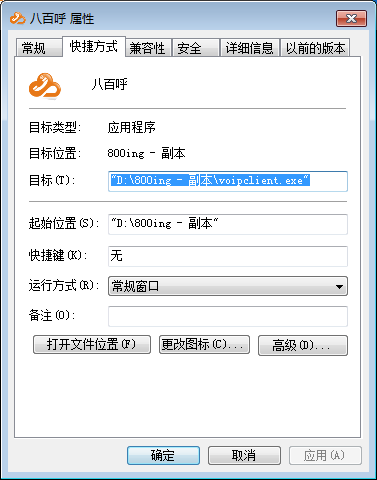 八百呼 属性
常规 快捷方式 兼容性 安全 详细信息 以前的版本
八百呼
目标类型: 应用程序
目标位置: 800ing - 副本
目标(T): "D:\800ing - 副本\voipclient.exe"
起始位置(S): "D:\800ing - 副本"
快捷键(K): 无
运行方式(R): 常规窗口
备注(O):
打开文件位置(F) 更改图标(C)... 高级(D)...
确定 取消 应用(A)